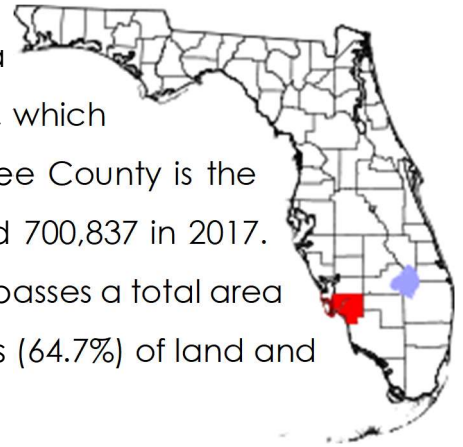 a
, which
ee County is the
d 700,837 in 2017.
passes a total area
s (64.7%) of land and